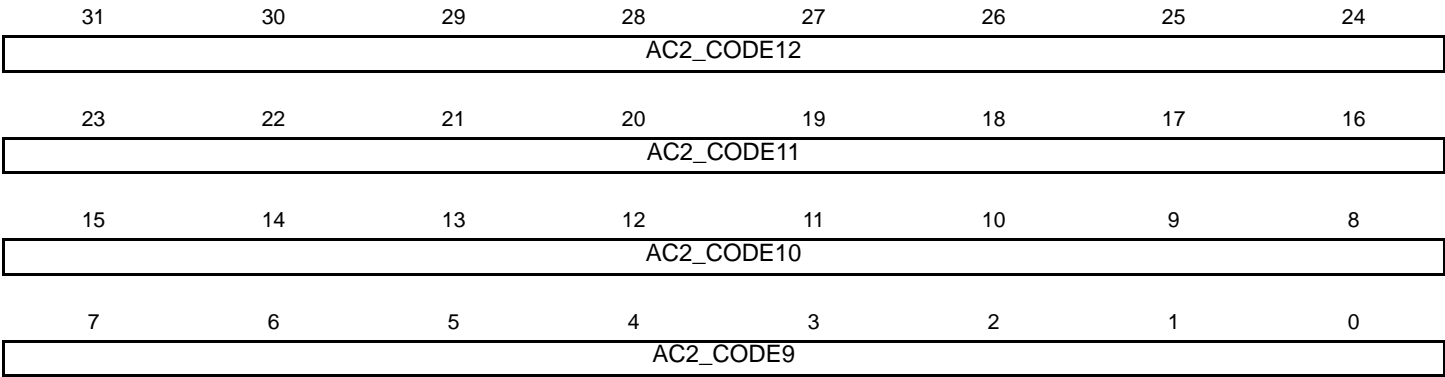 31 30 29 28 27 26 25 24
AC2_CODE12
23 22 21 20 19 18 17 16
AC2_CODE11
15 14 13 12 11 10 9 8
AC2_CODE10
7 6 5 4 3 2 1 0
AC2_CODE9